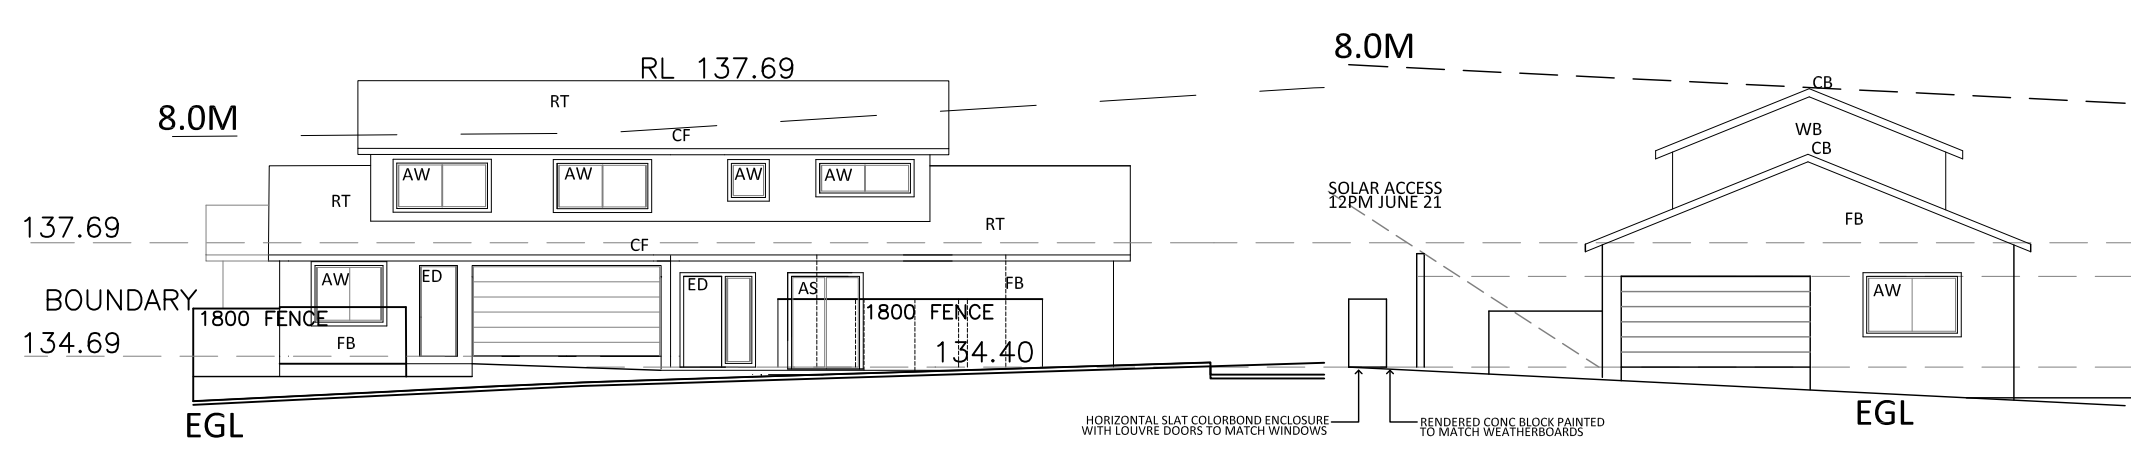 8.0M
RL 137.69
CB
RT
8.0M
CF
WB
CB
AW
AW
AW
AW
SOLAR ACCESS
12PM JUNE 21
RT
FB
137.69
RT
CF
AW
ED
ED
AS
FB
AW
BOUNDARY
1800 FENCE
1800 FENCE
134.69
FB
134.40
EGL
HORIZONTAL SLAT COLORBOND ENCLOSURE
WITH LOUVRE DOORS TO MATCH WINDOWS
RENDERED CONC BLOCK PAINTED
TO MATCH WEATHERBOARDS
EGL